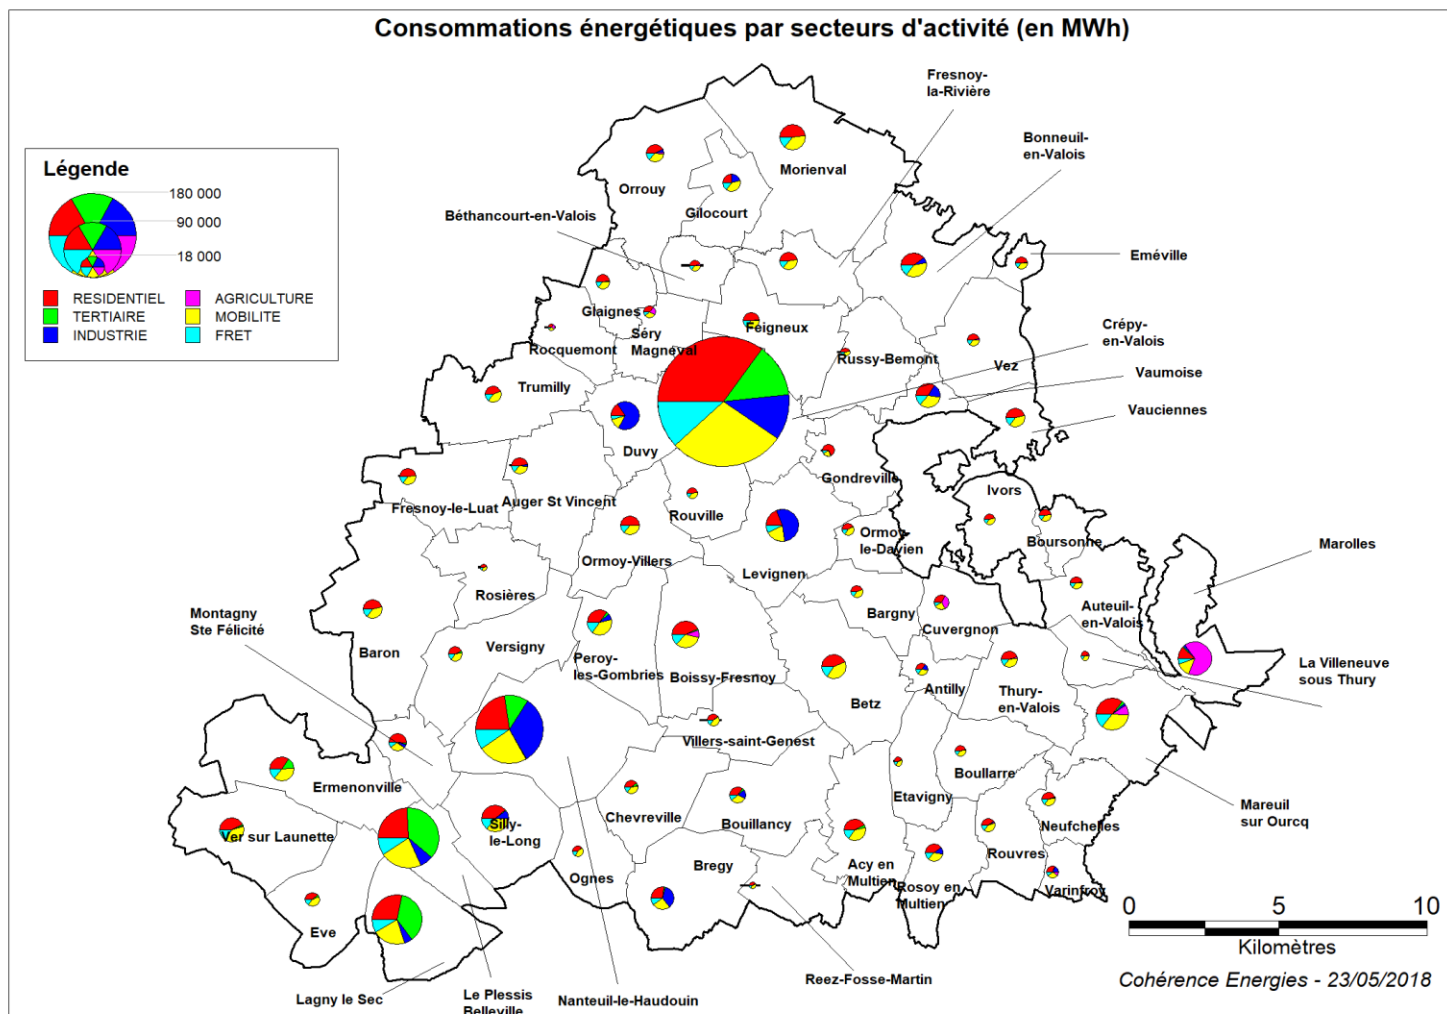 Consommations énergétiques par secteurs d'activité (en MWh)
Fresnoy-
la-Rivière
Bonneuil-
en-Valois
Légende
180 000
90 000
18 000
RESIDENTIEL
AGRICULTURE
TERTIAIRE
MOBILITE
INDUSTRIE
FRET
Morienval
Orrouy
Gilocourt
Béthancourt-en-Valois
Eméville
Glaignes
Rocquemont
Séry
Magneval
Feigneux
Russy-Bemont
Vez
Crépy-
en-Valois
Vaumoise
Vauciennes
Trumilly
Duvy
Gondreville
Fresnoy-le-Luat
Auger St Vincent
Rouville
Ivors
Boursonne
Ormoy-Villers
Levignen
Ormoy-
le-Davien
Marolles
Rosières
Bargny
Cuvergnon
Auteuil-
en-Valois
Montagny
Ste Félicité
Baron
Versigny
Peroy-
les-Gombries
Boissy-Fresnoy
Betz
Antilly
Thury-
en-Valois
La Villeneuve
sous Thury
Villers-saint-Genest
Ermenonville
Etavigny
Boullarre
Mareuil
sur Ourcq
Ver sur Launette
Silly-
le-Long
Chevreville
Bouillancy
Neufchelles
Acy en
Multien
Rouvres
Ognes
Bregy
Rosoy en
Multien
Varinfroy
Eve
Lagny le Sec
Le Plessis
Belleville
Nanteuil-le-Haudouin
Reez-Fosse-Martin
0 5 10
Kilomètres
Cohérence Energies - 23/05/2018